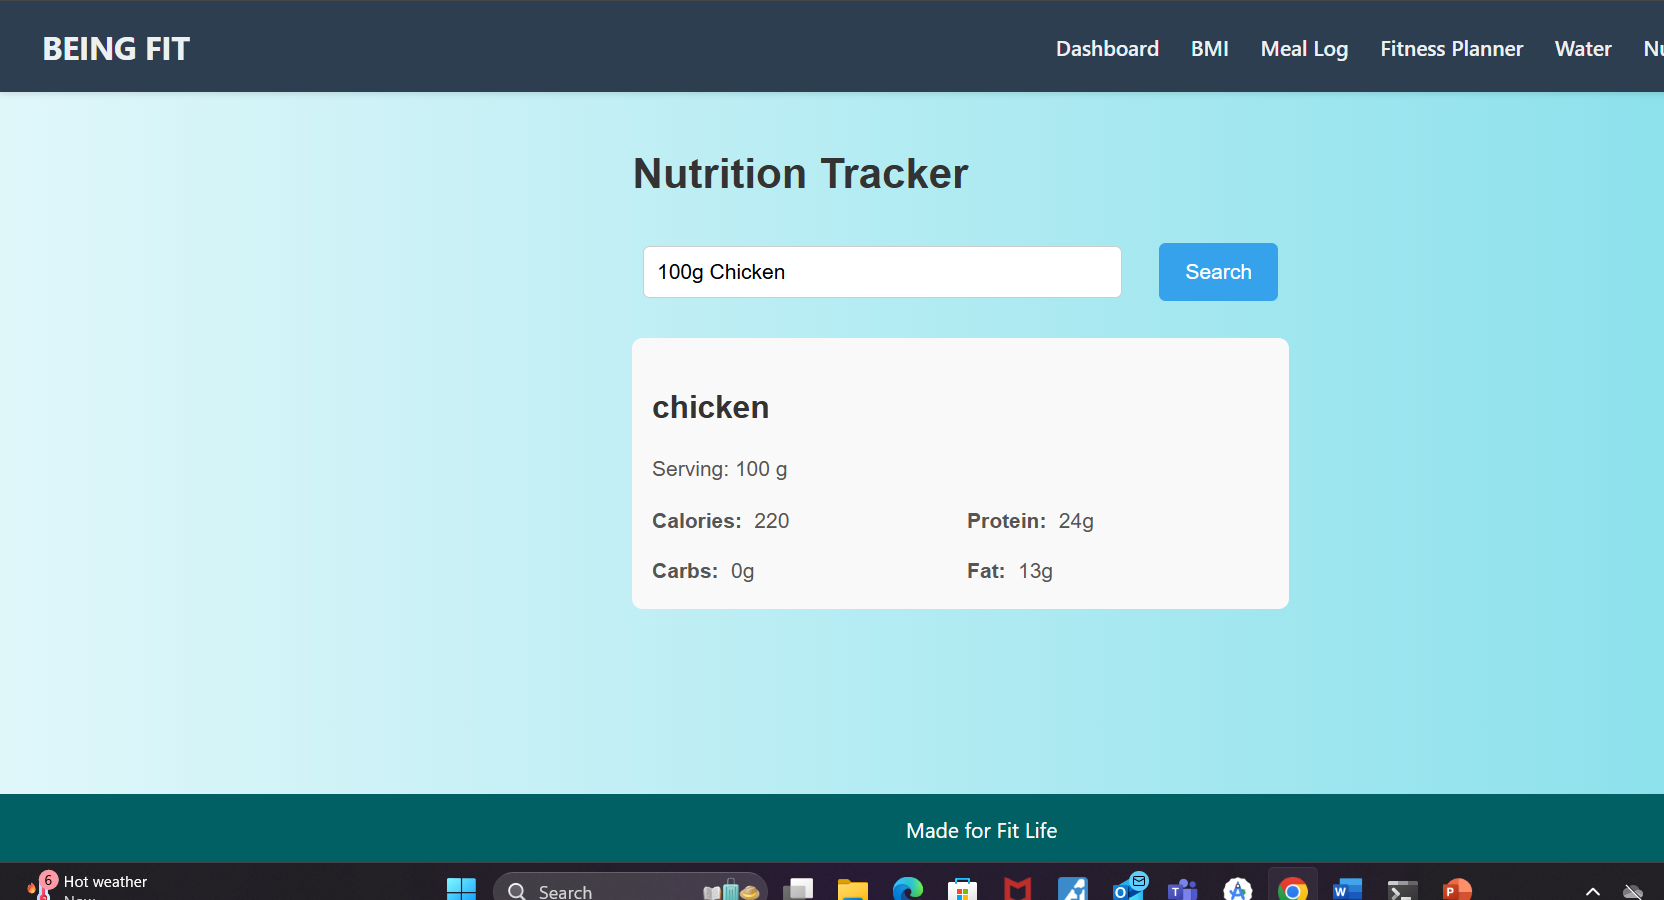 BEING FIT
Dashboard BMI Meal Log Fitness Planner Water Nu
Nutrition Tracker
100g Chicken Search
chicken
Serving: 100 g
Calories: 220 Protein: 24g
Carbs: 0g Fat: 13g
Made for Fit Life
6 Hot weather
Search